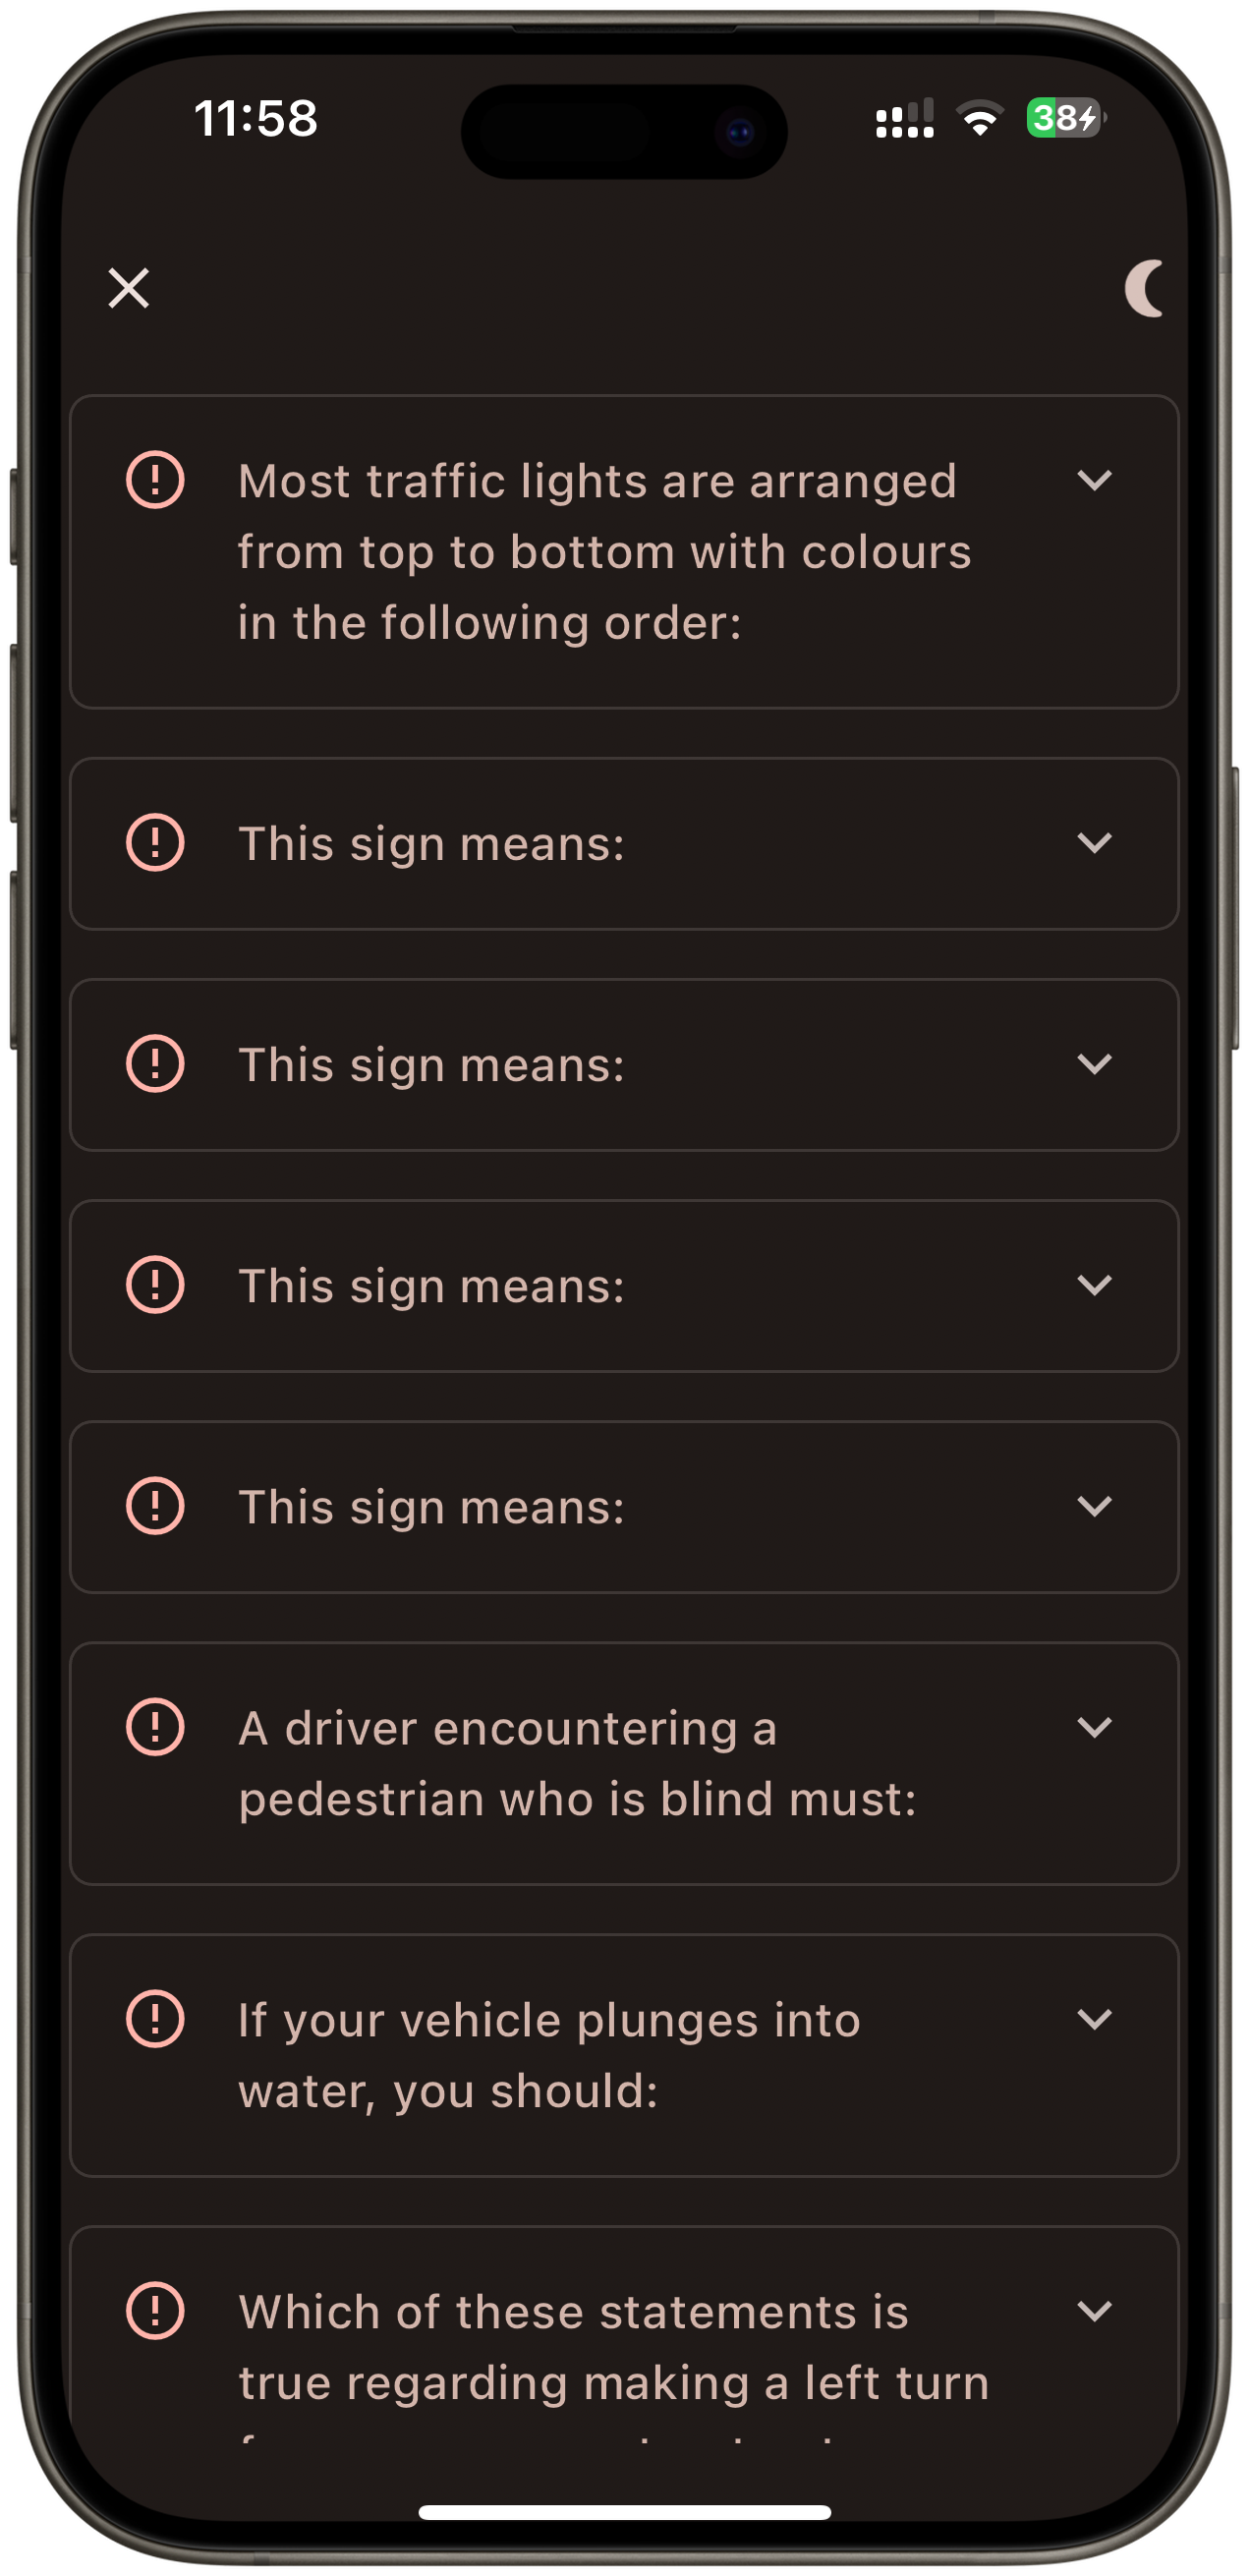 11:58
38
Most traffic lights are arranged
from top to bottom with colours
in the following order:
This sign means:
This sign means:
This sign means:
This sign means:
A driver encountering a
pedestrian who is blind must:
If your vehicle plunges into
water, you should:
Which of these statements is
true regarding making a left turn